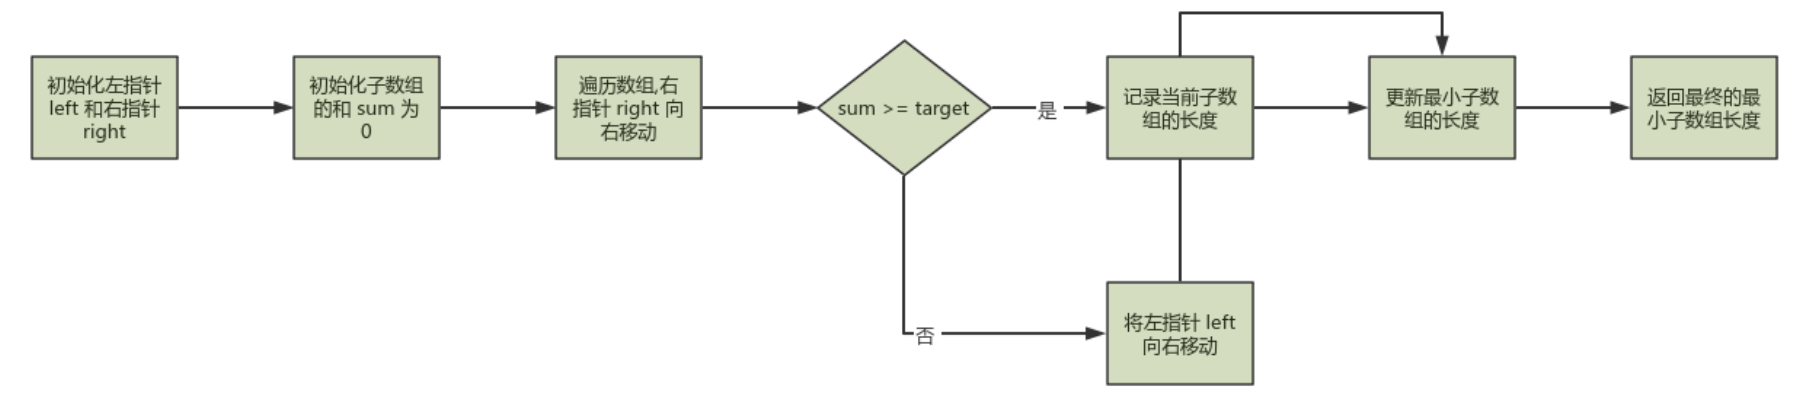 初始化左指针
left 和右指针
right
初始化子数组
的和 sum 为
0
遍历数组,右
指针 right 向
右移动
sum >= target
是
记录当前子数
组的长度
更新最小子数
组的长度
返回最终的最
小子数组长度
否
将左指针 left
向右移动